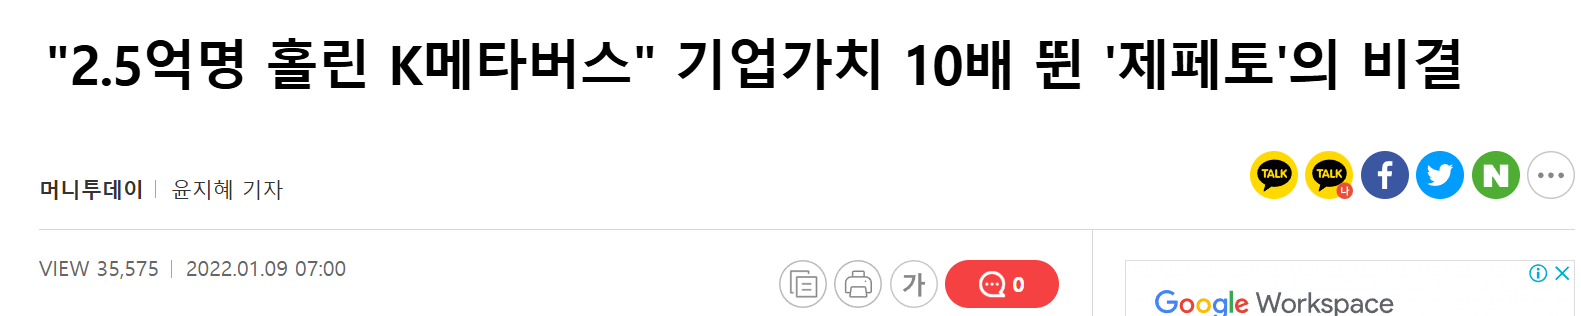 "2.5억명 홀린 K메타버스" 기업가치 10배 뛴 '제페토'의 비결
TALK TALK 나 f N
머니투데이 윤지혜 기자
VIEW 35,575 2022.01.09 07:00
가 0
Google Workspace